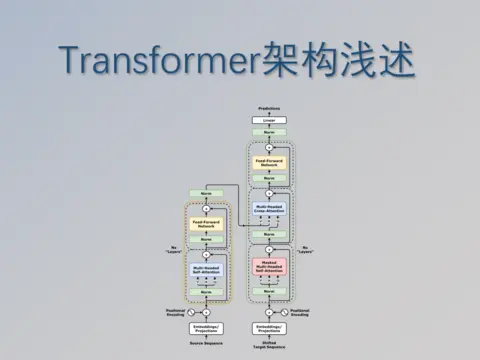 Transformer架构浅述
Predictions
Linear
Norm
Feed-Forward
Network
Norm
Multi-Headed
Cross-Attention
Norm
Masked
Multi-Headed
Self-Attention
Norm
Nx
"Layers"
Positional
Encoding
Embeddings/
Projections
Shifted
Target Sequence
Norm
Feed-Forward
Network
Norm
Multi-Headed
Self-Attention
Norm
Nx
"Layers"
Positional
Encoding
Embeddings/
Projections
Source Sequence